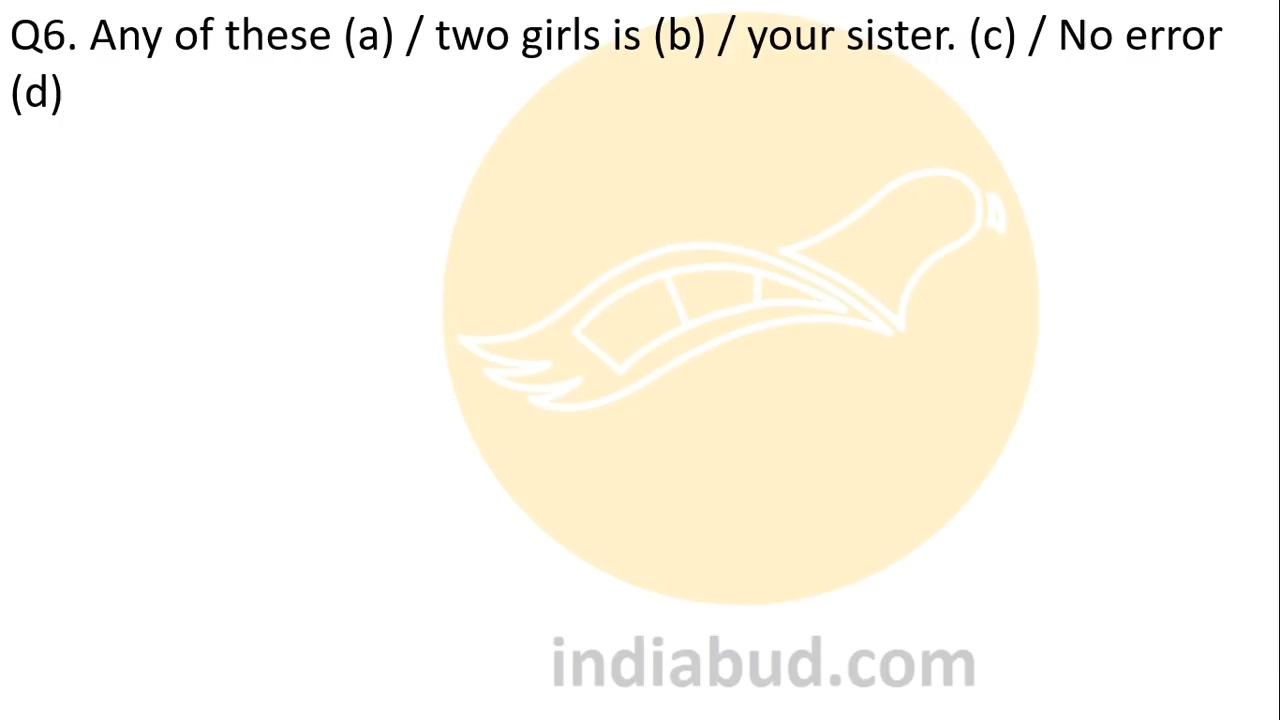 Q6. Any of these (a) / two girls is (b) / your sister. (c) / No error
(d)
indiabud.com